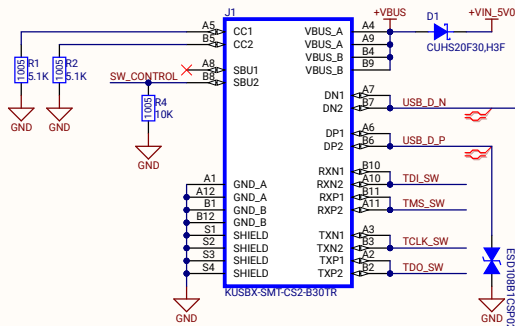 J1
+VBUS
+VIN_5V0
D1
CUHS20F30,H3F
A5 CC1 VBUS_A A4
B5 CC2 VBUS_A A9
VBUS_B B4
A8 SBU1 VBUS_B B9
SW_CONTROL B8 SBU2
R1 5.1K 1005
R2 5.1K 1005
R4 10K 1005
GND
GND
GND
DN1 A7
DN2 B7 USB_D_N
DP1 A6
DP2 B6 USB_D_P
RXN1 B10
A1 GND_A RXN2 A10 TDI_SW
A12 GND_A RXP1 B11
B1 GND_B RXP2 A11 TMS_SW
B12 GND_B
S1 SHIELD TXN1 A3
S2 SHIELD TXN2 B3 TCLK_SW
S3 SHIELD TXP1 A2
S4 SHIELD TXP2 B2 TDO_SW
KUSBX-SMT-CS2-B30TR
GND
GND